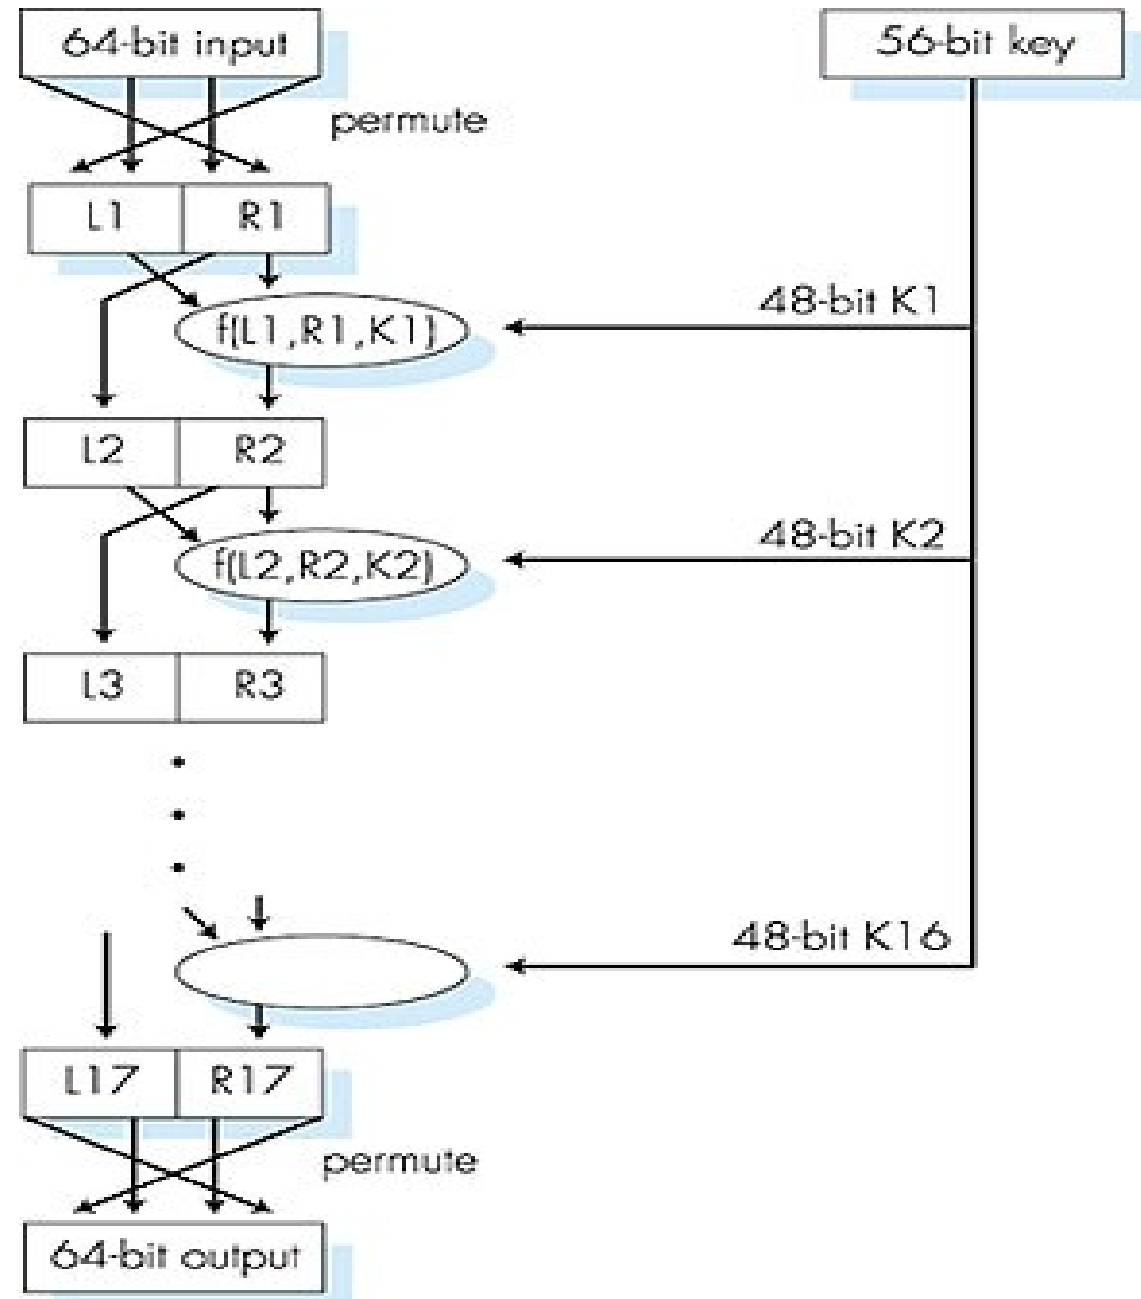 64-bit input
56-bit key
permute
L1 R1
48-bit K1
f(L1,R1,K1)
L2 R2
48-bit K2
f(L2,R2,K2)
L3 R3
48-bit K16
L17 R17
permute
64-bit output